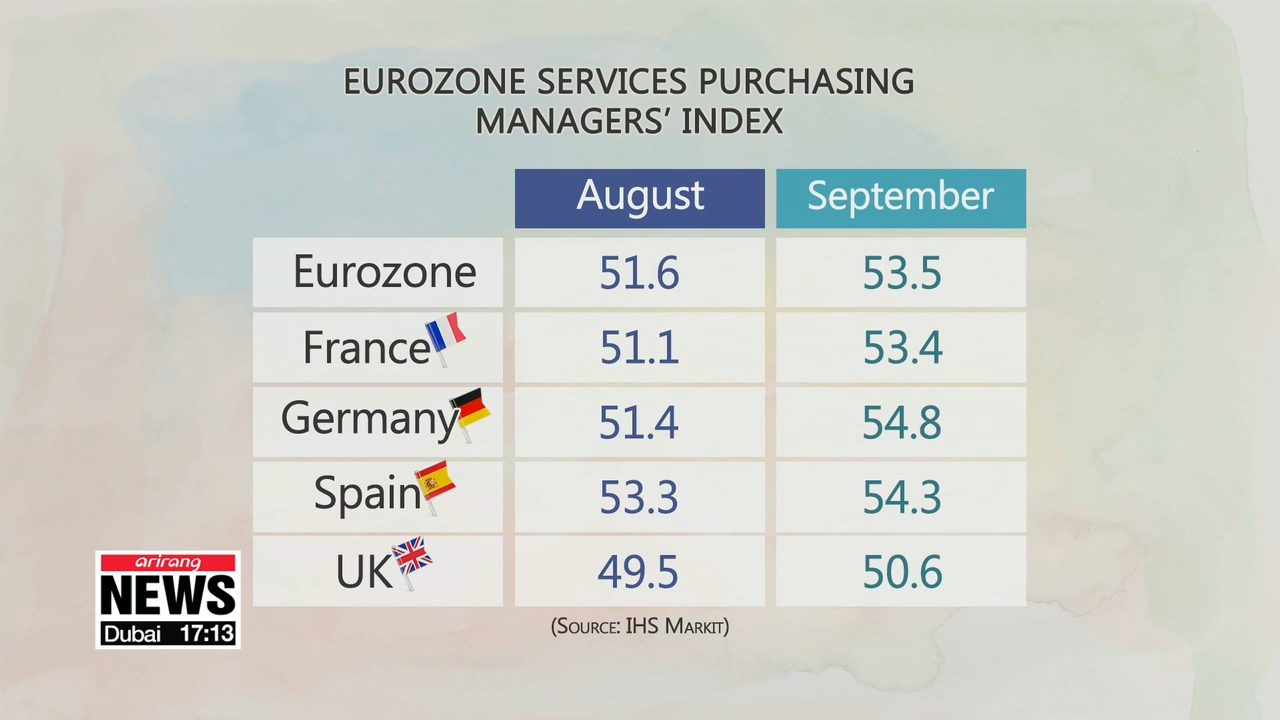 EUROZONE SERVICES PURCHASING
MANAGERS’ INDEX
August September
Eurozone 51.6 53.5
France 51.1 53.4
Germany 51.4 54.8
Spain 53.3 54.3
UK 49.5 50.6
(Source: IHS Markit)
arirang
NEWS
Dubai 17:13